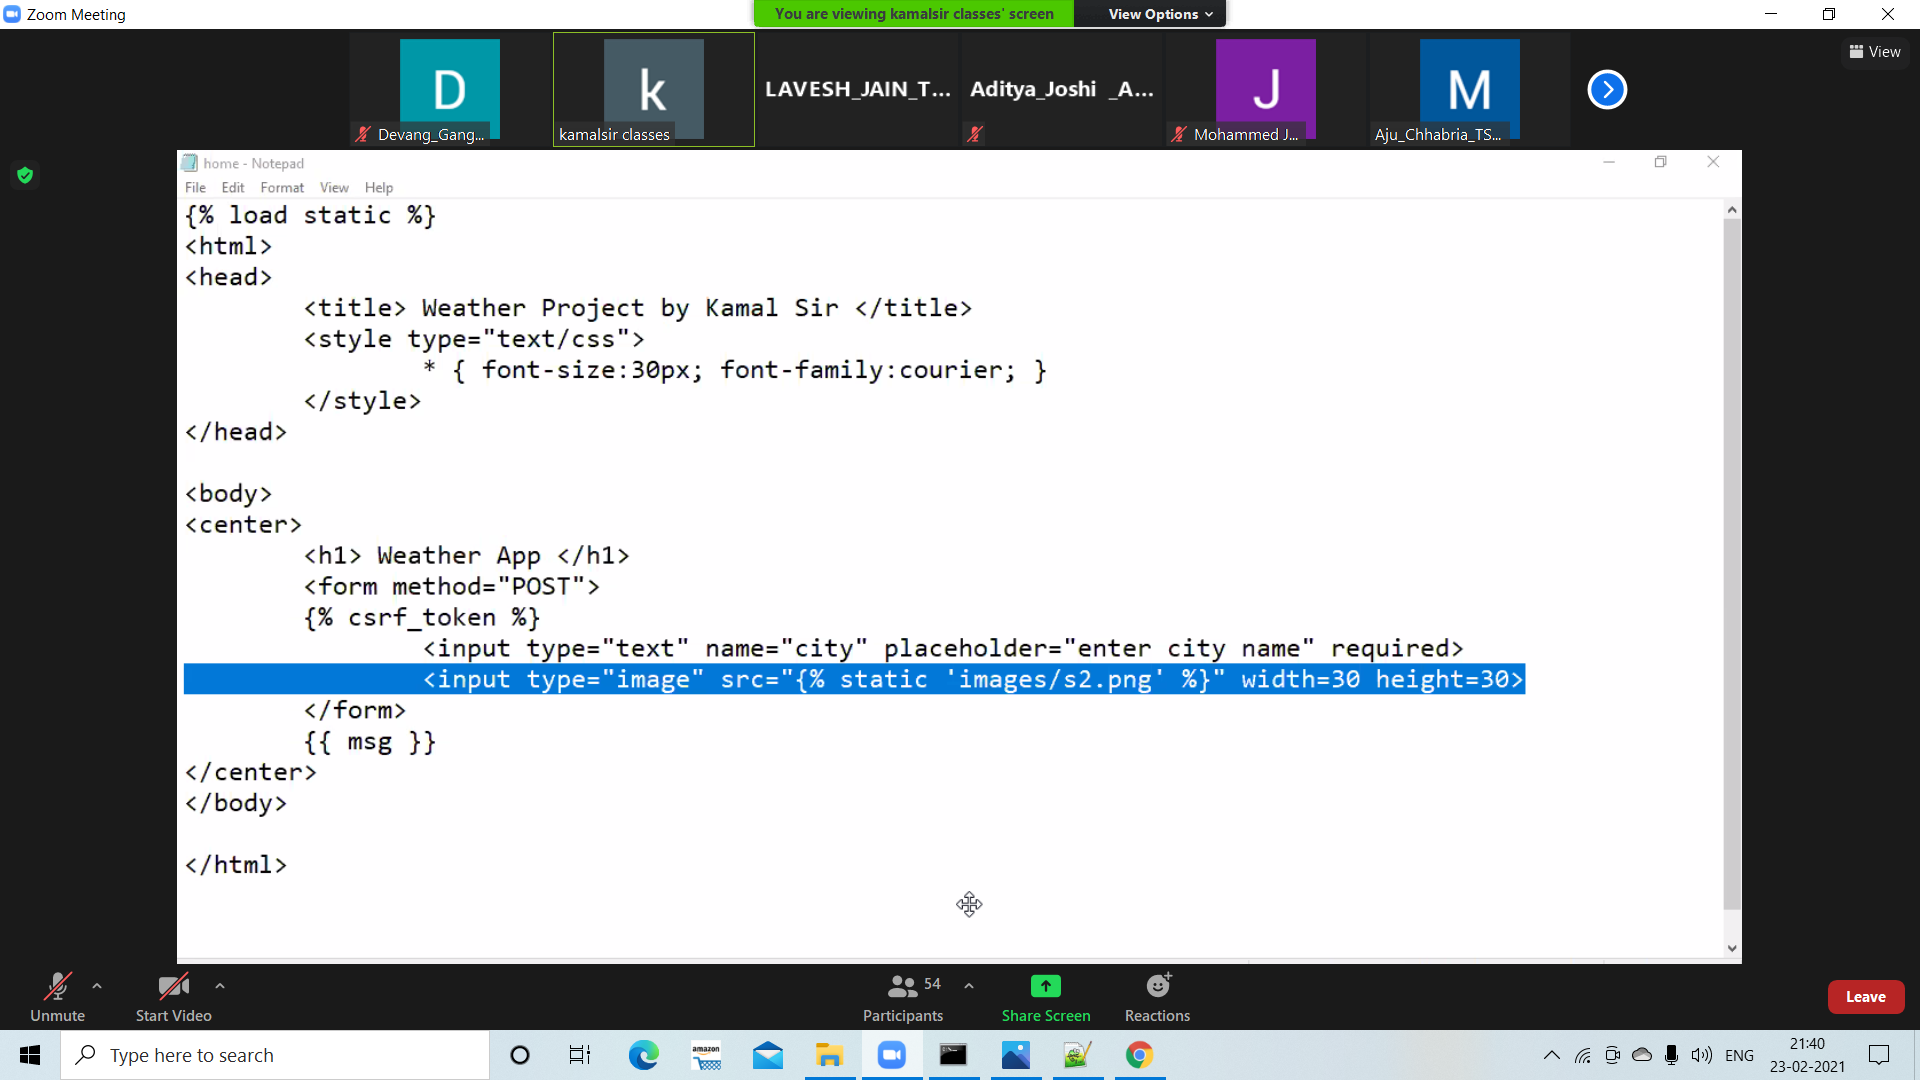 Zoom Meeting
You are viewing kamalsir classes' screen
View Options
View
D
k
LAVESH_JAIN_T...
Aditya_Joshi _A...
J
M
Devang_Gang...
kamalsir classes
Mohammed J...
Aju_Chhabria_TS...
home - Notepad
File Edit Format View Help
{% load static %}
<html>
<head>
<title> Weather Project by Kamal Sir </title>
<style type="text/css">
* { font-size:30px; font-family:courier; }
</style>
</head>
<body>
<center>
<h1> Weather App </h1>
<form method="POST">
{% csrf_token %}
<input type="text" name="city" placeholder="enter city name" required>
<input type="image" src="{% static 'images/s2.png' %}" width=30 height=30>
</form>
{{ msg }}
</center>
</body>
</html>
Unmute
Start Video
54
Participants
Share Screen
Reactions
Leave
Type here to search
amazon
ENG
21:40
23-02-2021